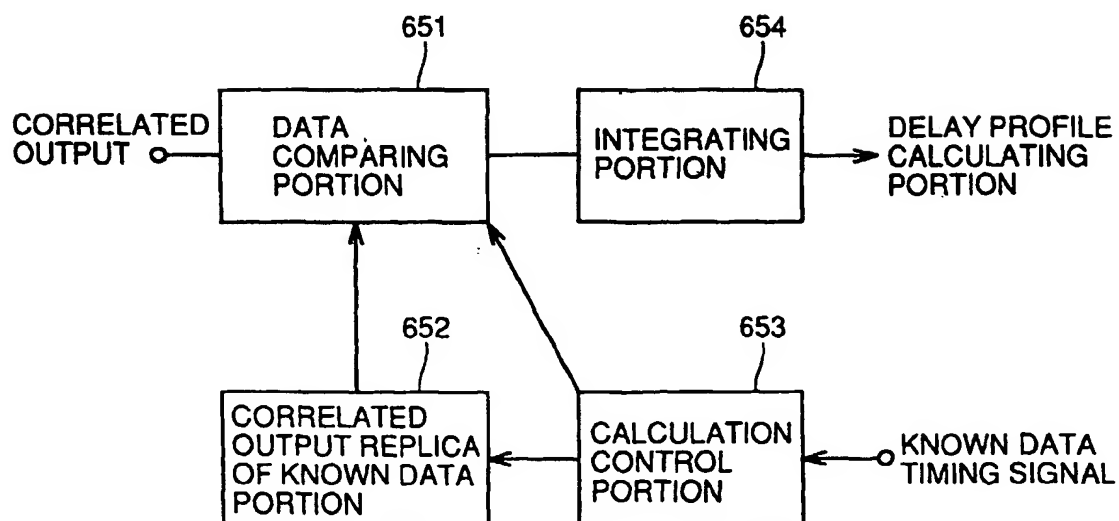 651
654
CORRELATED
OUTPUT
DATA
COMPARING
PORTION
INTEGRATING
PORTION
DELAY PROFILE
CALCULATING
PORTION
652
653
CORRELATED
OUTPUT REPLICA
OF KNOWN DATA
PORTION
CALCULATION
CONTROL
PORTION
KNOWN DATA
TIMING SIGNAL